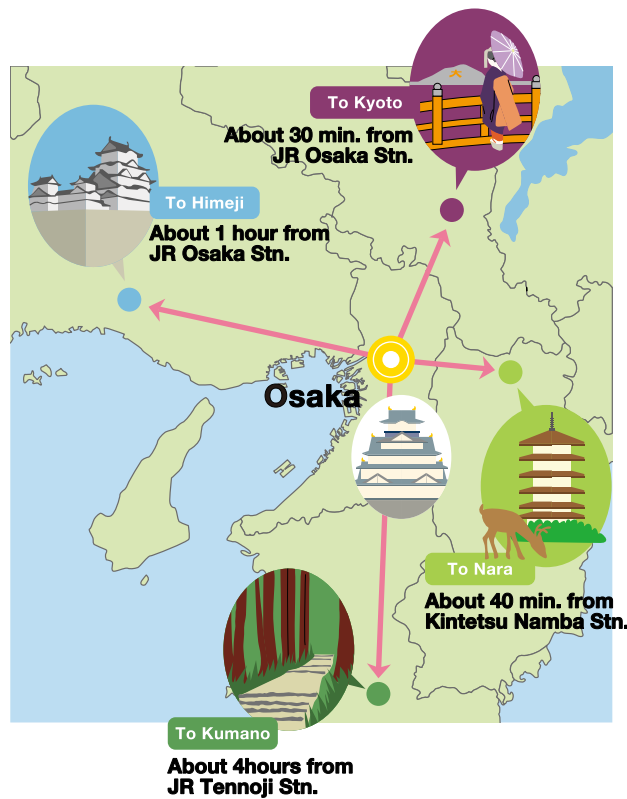 To Kyoto
About 30 min. from
JR Osaka Stn.
To Himeji
About 1 hour from
JR Osaka Stn.
Osaka
To Nara
About 40 min. from
Kintetsu Namba Stn.
To Kumano
About 4hours from
JR Tennoji Stn.